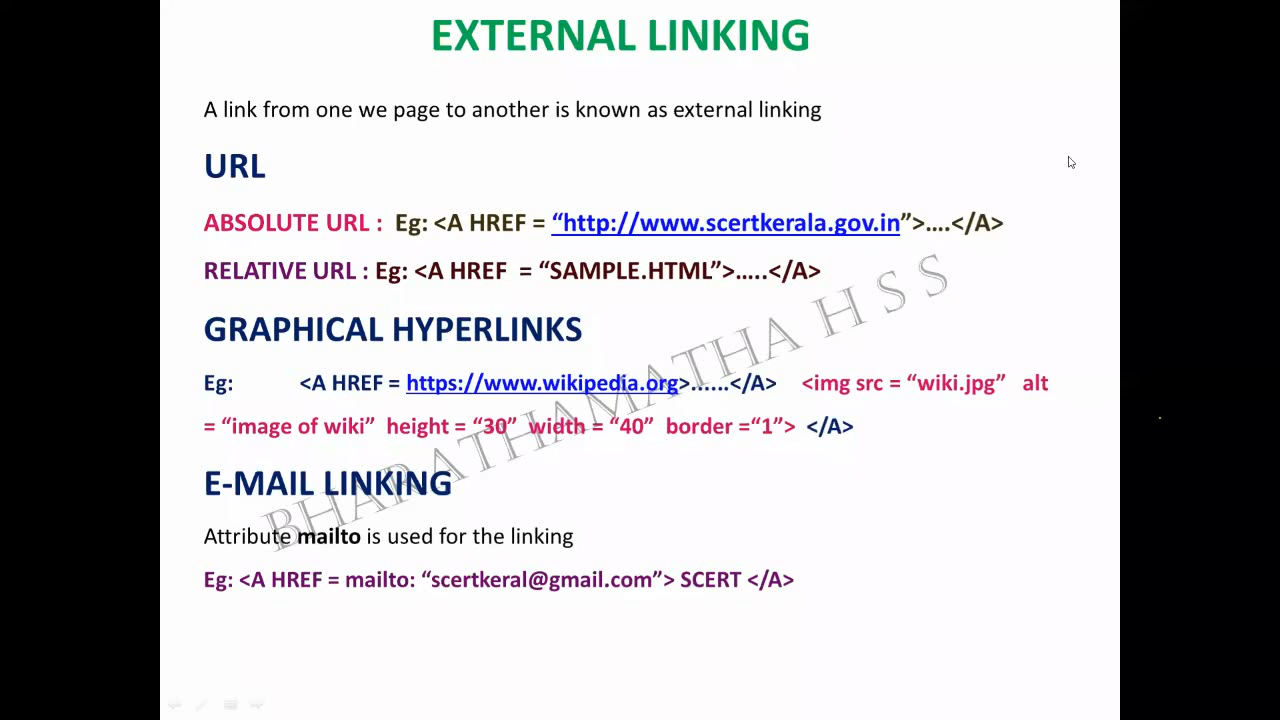 EXTERNAL LINKING
A link from one we page to another is known as external linking
URL
ABSOLUTE URL : Eg: <A HREF = “http://www.scertkerala.gov.in”>….</A>
RELATIVE URL : Eg: <A HREF = “SAMPLE.HTML”>…..</A>
GRAPHICAL HYPERLINKS
Eg: <A HREF = https://www.wikipedia.org>……</A> <img src = “wiki.jpg” alt
= “image of wiki” height = “30” width = “40” border =“1”> </A>
E-MAIL LINKING
Attribute mailto is used for the linking
Eg: <A HREF = mailto: “scertkeral@gmail.com”> SCERT </A>
BHARATHAMATHA H S S